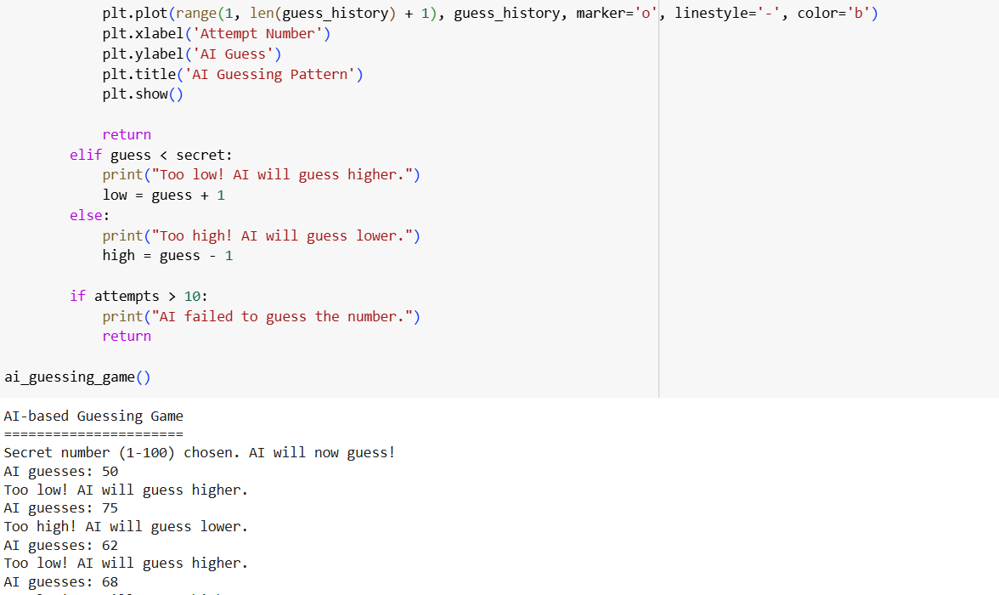 plt.plot(range(1, len(guess_history) + 1), guess_history, marker='o', linestyle='-', color='b')
plt.xlabel('Attempt Number')
plt.ylabel('AI Guess')
plt.title('AI Guessing Pattern')
plt.show()
return
elif guess < secret:
print("Too low! AI will guess higher.")
low = guess + 1
else:
print("Too high! AI will guess lower.")
high = guess - 1
if attempts > 10:
print("AI failed to guess the number.")
return
ai_guessing_game()
AI-based Guessing Game
======================
Secret number (1-100) chosen. AI will now guess!
AI guesses: 50
Too low! AI will guess higher.
AI guesses: 75
Too high! AI will guess lower.
AI guesses: 62
Too low! AI will guess higher.
AI guesses: 68